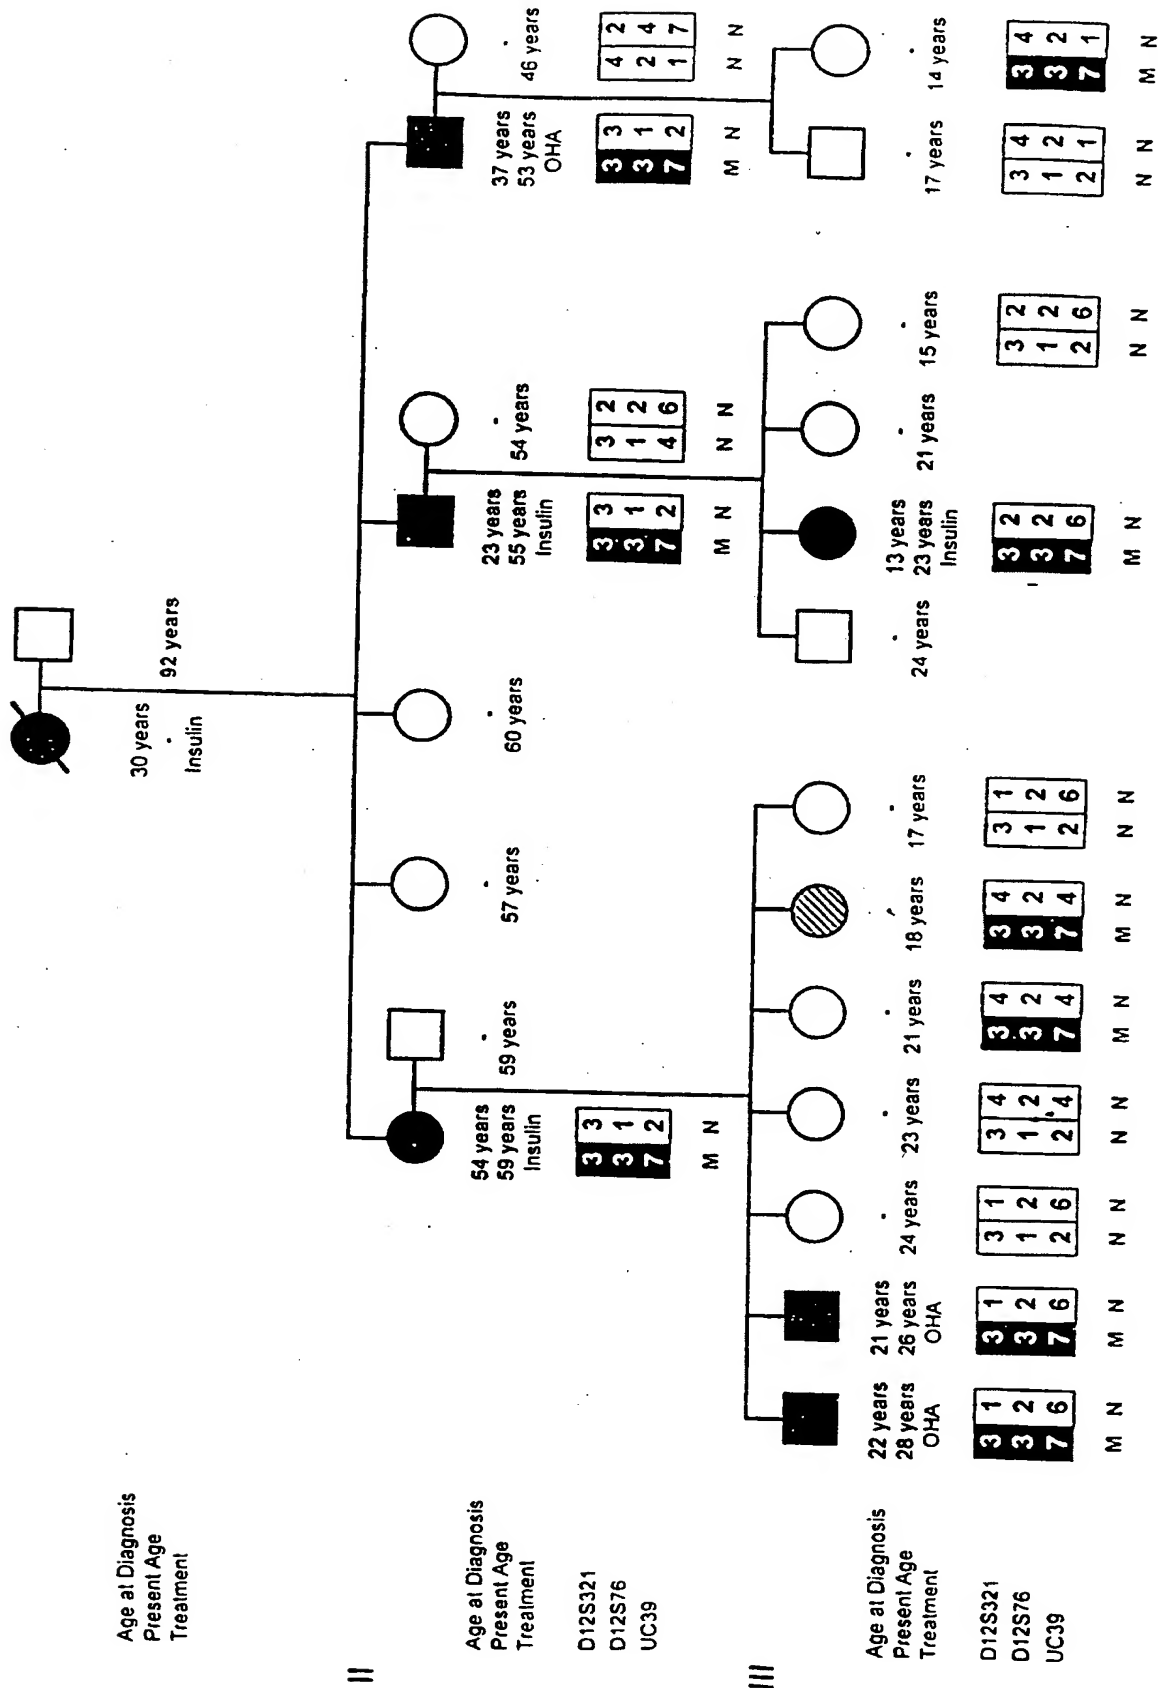 Age at Diagnosis 30 years
Present Age 92 years
Treatment Insulin
II
Age at Diagnosis 54 years 23 years 37 years
Present Age 59 years 59 years 57 years 60 years 55 years 54 years 53 years 46 years
Treatment Insulin Insulin OHA
D12S321 3 3 3 3 3 2 3 3 4 2
D12S76 3 1 3 1 1 2 3 1 2 4
UC39 7 2 7 2 4 6 7 2 1 7
M N M N N N M N N N
III
Age at Diagnosis 22 years 21 years 13 years
Present Age 28 years 26 years 24 years 23 years 21 years 18 years 17 years 24 years 23 years 21 years 15 years 17 years 14 years
Treatment OHA OHA Insulin
D12S321 3 1 3 1 3 1 3 4 3 4 3 4 3 1 3 2 3 2 3 4 3 4
D12S76 3 2 3 2 1 2 1 2 3 2 3 2 1 2 3 2 1 2 1 2 3 2
UC39 7 6 7 6 2 6 2 4 7 4 7 4 2 6 7 6 2 6 2 1 7 1
M N M N N N N N M N M N N N M N N N N N M N